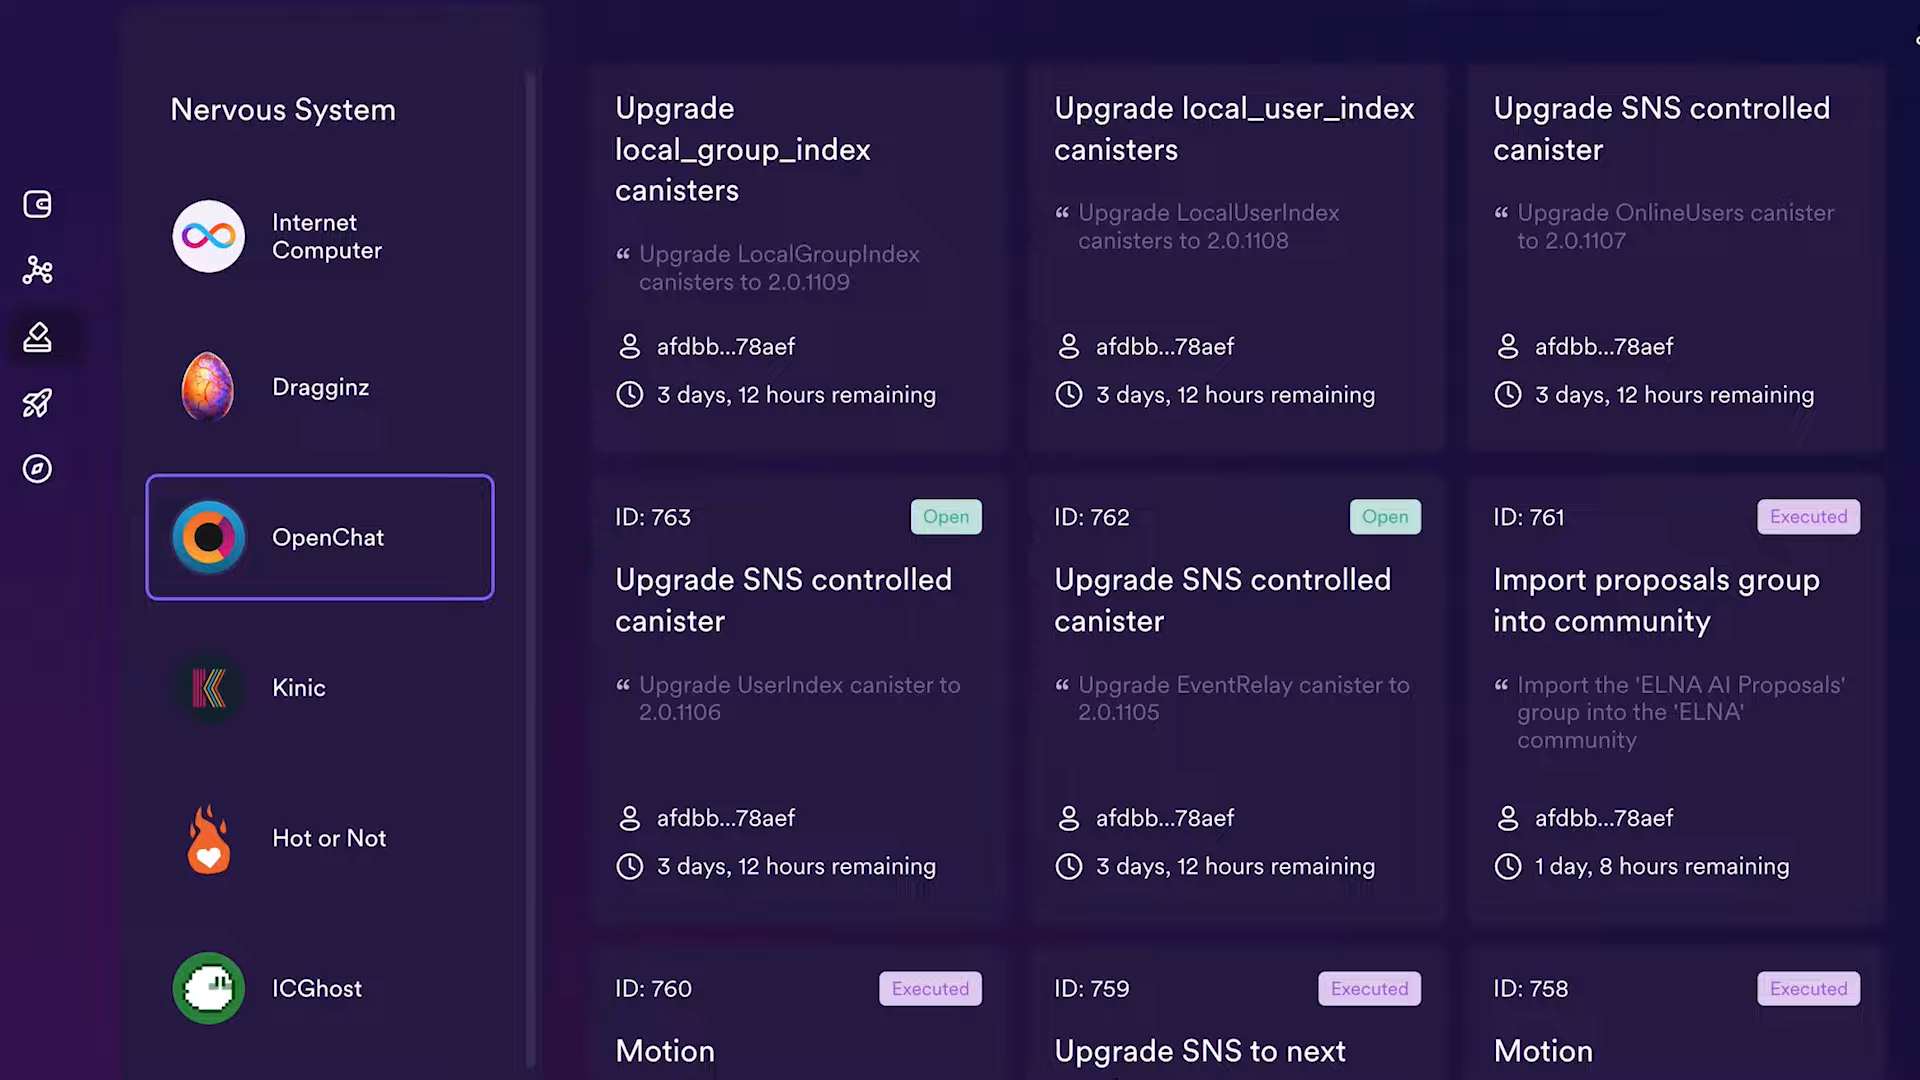 Nervous System
Internet
Computer
Dragginz
OpenChat
Kinic
Hot or Not
ICGhost
Upgrade
local_group_index
canisters
“ Upgrade LocalGroupIndex
canisters to 2.0.1109
afdbb...78aef
3 days, 12 hours remaining
Upgrade local_user_index
canisters
“ Upgrade LocalUserIndex
canisters to 2.0.1108
afdbb...78aef
3 days, 12 hours remaining
Upgrade SNS controlled
canister
“ Upgrade OnlineUsers canister
to 2.0.1107
afdbb...78aef
3 days, 12 hours remaining
ID: 763
Open
Upgrade SNS controlled
canister
“ Upgrade UserIndex canister to
2.0.1106
afdbb...78aef
3 days, 12 hours remaining
ID: 762
Open
Upgrade SNS controlled
canister
“ Upgrade EventRelay canister to
2.0.1105
afdbb...78aef
3 days, 12 hours remaining
ID: 761
Executed
Import proposals group
into community
“ Import the 'ELNA AI Proposals'
group into the 'ELNA'
community
afdbb...78aef
1 day, 8 hours remaining
ID: 760
Executed
Motion
ID: 759
Executed
Upgrade SNS to next
ID: 758
Executed
Motion